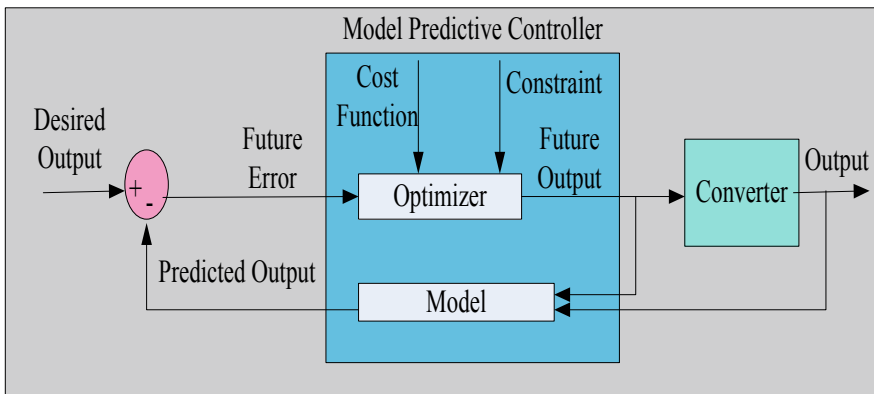 Model Predictive Controller
Cost
Function
Constraint
Desired
Output
Future
Error
Future
Output
Output
+
-
Optimizer
Converter
Predicted Output
Model